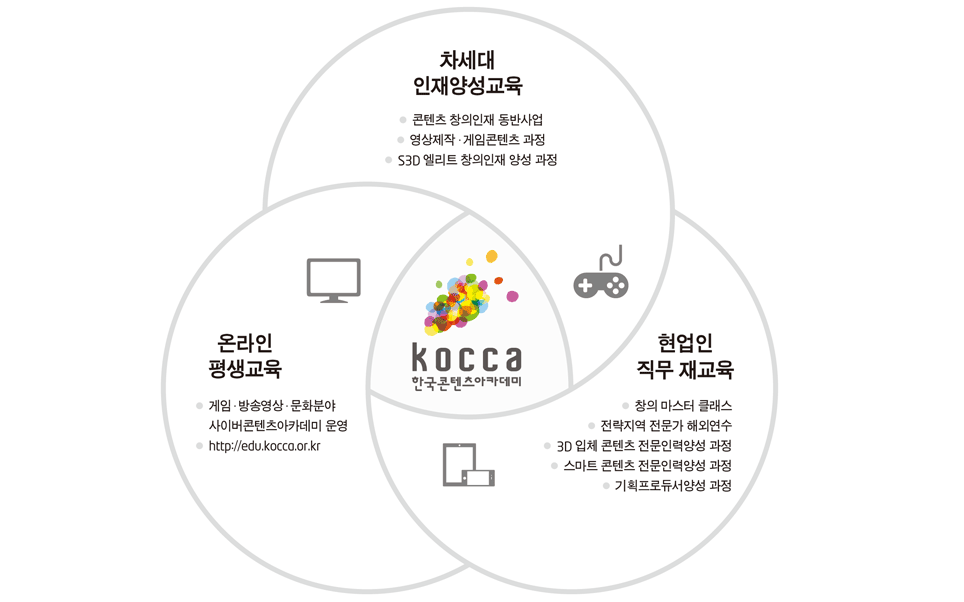 차세대
인재양성교육
콘텐츠 창의인재 동반사업
영상제작·게임콘텐츠 과정
S3D 엘리트 창의인재 양성 과정
kocca
한국콘텐츠아카데미
온라인
평생교육
게임·방송영상·문화분야
사이버콘텐츠아카데미 운영
http://edu.kocca.or.kr
현업인
직무 재교육
창의 마스터 클래스
전략지역 전문가 해외연수
3D 입체 콘텐츠 전문인력양성 과정
스마트 콘텐츠 전문인력양성 과정
기획프로듀서양성 과정